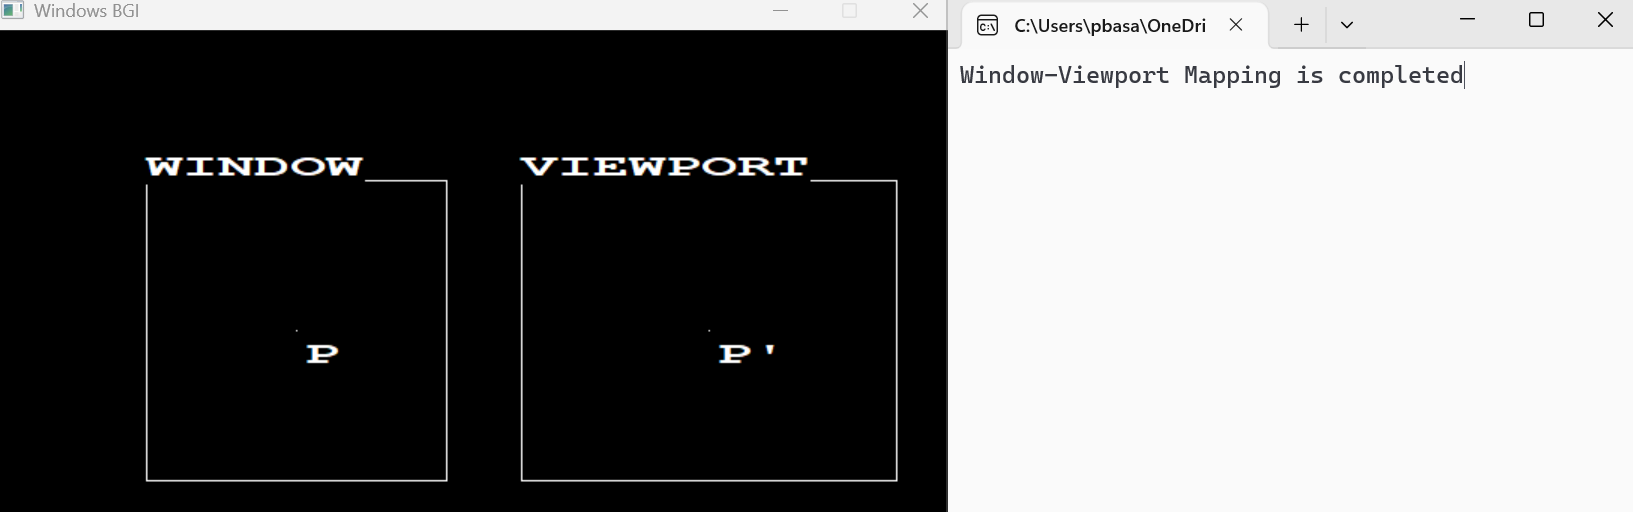 Windows BGI
WINDOW
VIEWPORT
P
P'
C:\Users\pbasa\OneDri
Window-Viewport Mapping is completed